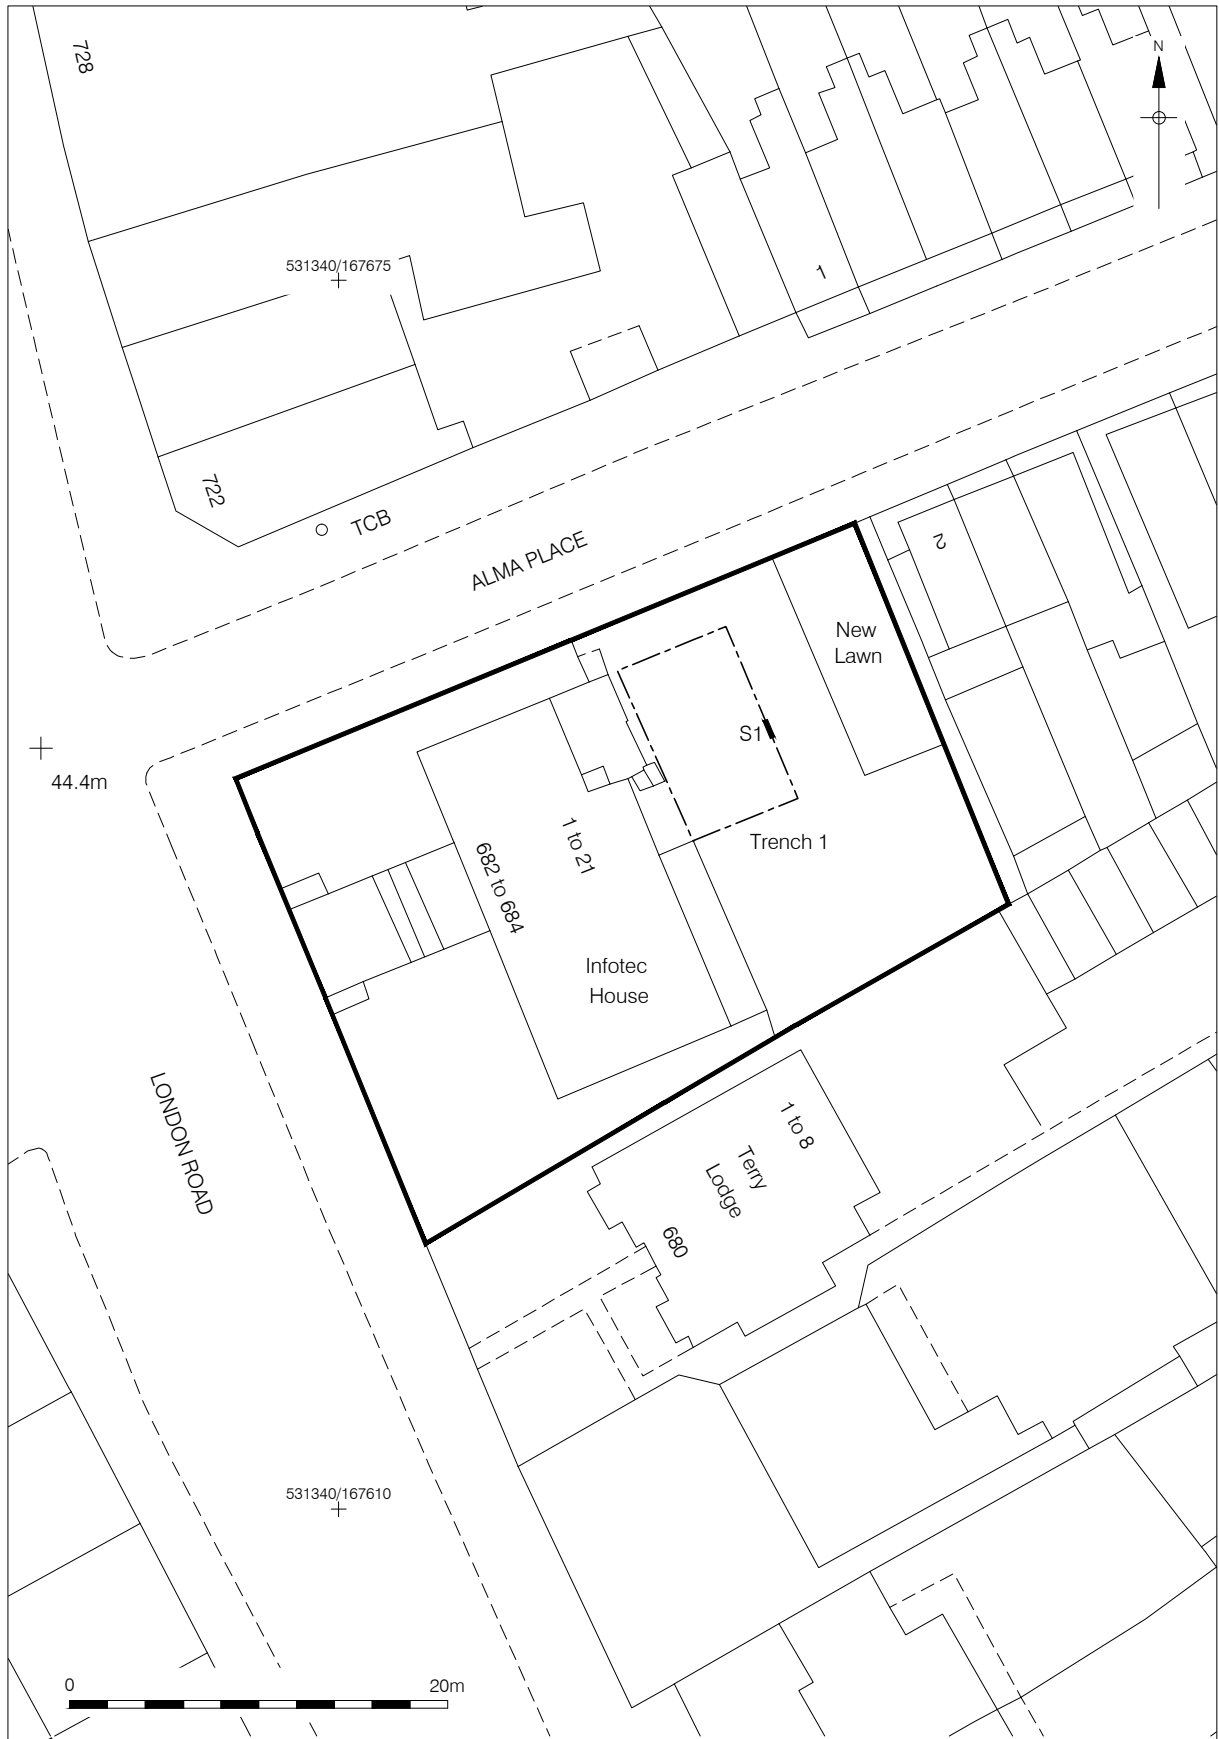 728
N
531340/167675
1
722
TCB
ALMA PLACE
2
New
Lawn
S1
44.4m
Trench 1
1 to 21
682 to 684
Infotec
House
LONDON ROAD
1 to 8
Terry
Lodge
680
531340/167610
0 20m